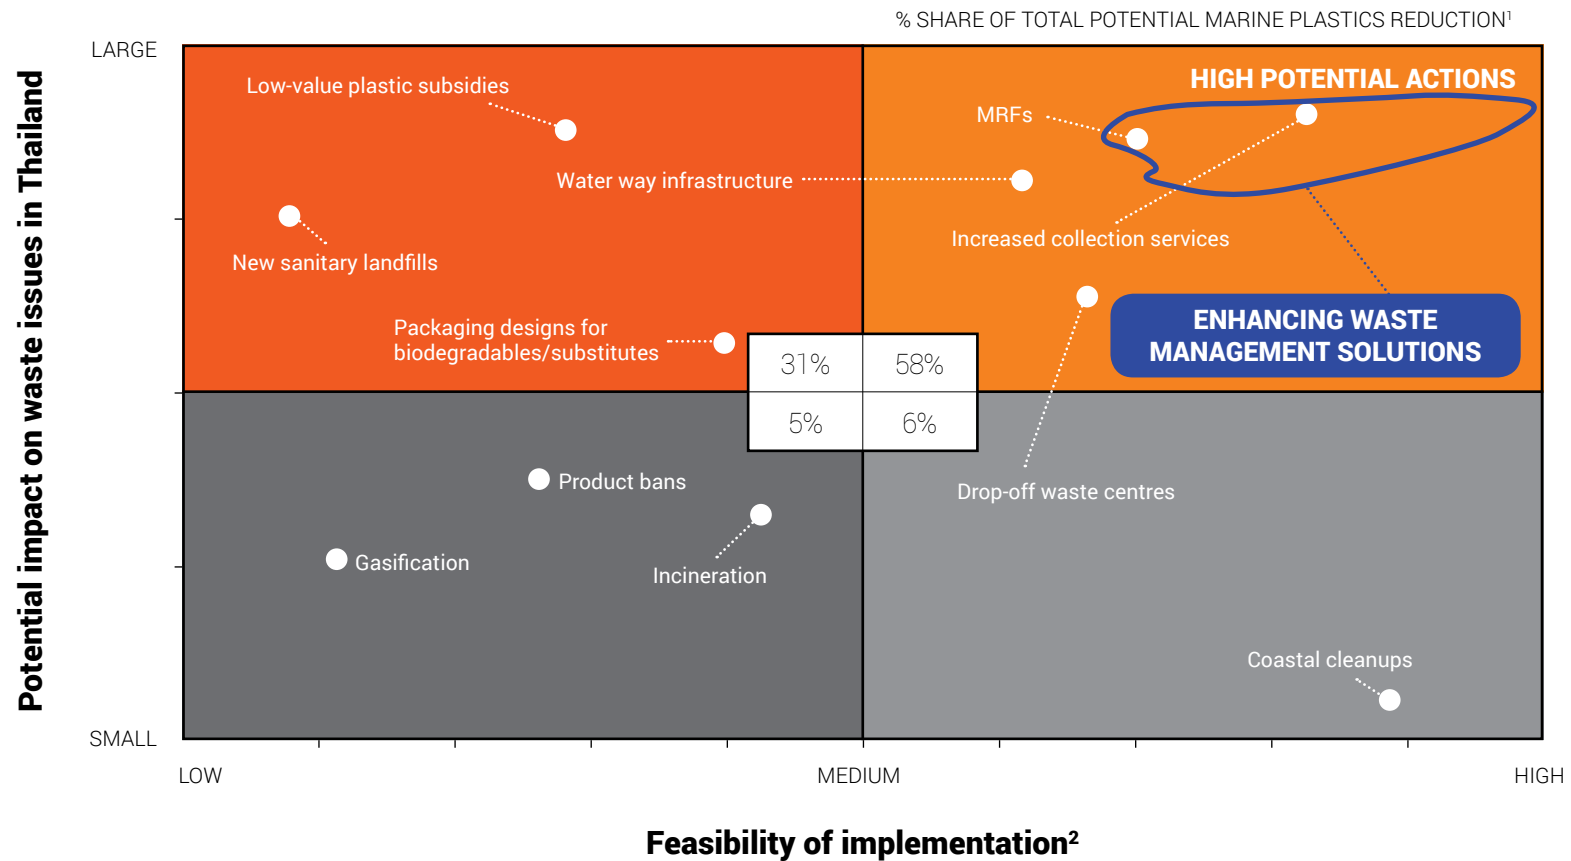 % SHARE OF TOTAL POTENTIAL MARINE PLASTICS REDUCTION¹
LARGE
Potential impact on waste issues in Thailand
HIGH POTENTIAL ACTIONS
Low-value plastic subsidies
MRFs
Water way infrastructure
Increased collection services
New sanitary landfills
ENHANCING WASTE
MANAGEMENT SOLUTIONS
Packaging designs for
biodegradables/substitutes
31% 58%
5% 6%
Product bans
Drop-off waste centres
Gasification
Incineration
Coastal cleanups
SMALL
LOW MEDIUM HIGH
Feasibility of implementation²